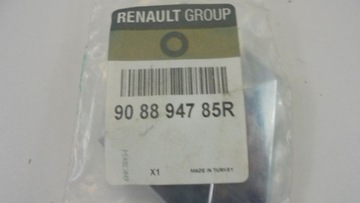 RENAULT GROUP
90 88 947 85R
X1
MADE IN TURKEY